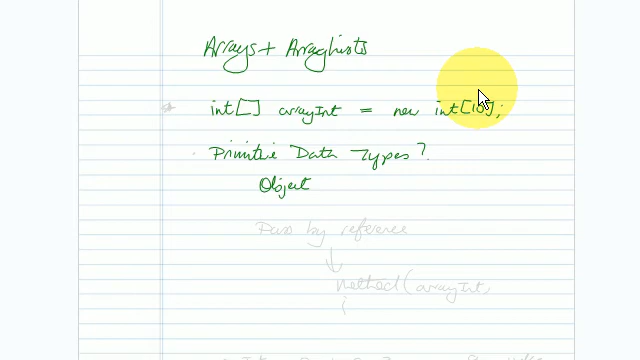 Arrays + Arraylists
int[] arrayInt = new int[10];
Primitive Data Types?
Object
Pass by reference
method(arrayInt,
{